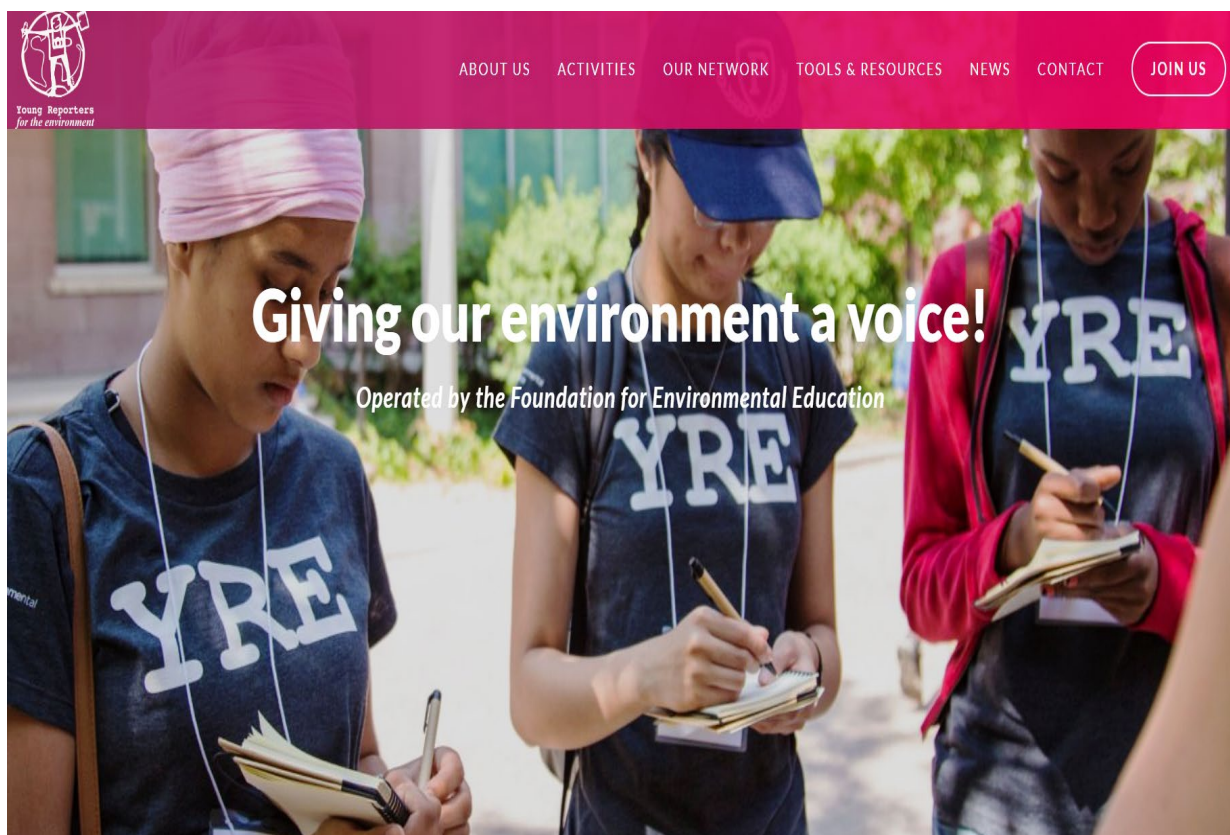 Young Reporters
for the environment
ABOUT US ACTIVITIES OUR NETWORK TOOLS & RESOURCES NEWS CONTACT JOIN US
Giving our environment a voice!
Operated by the Foundation for Environmental Education
YRE
YRE
YRE